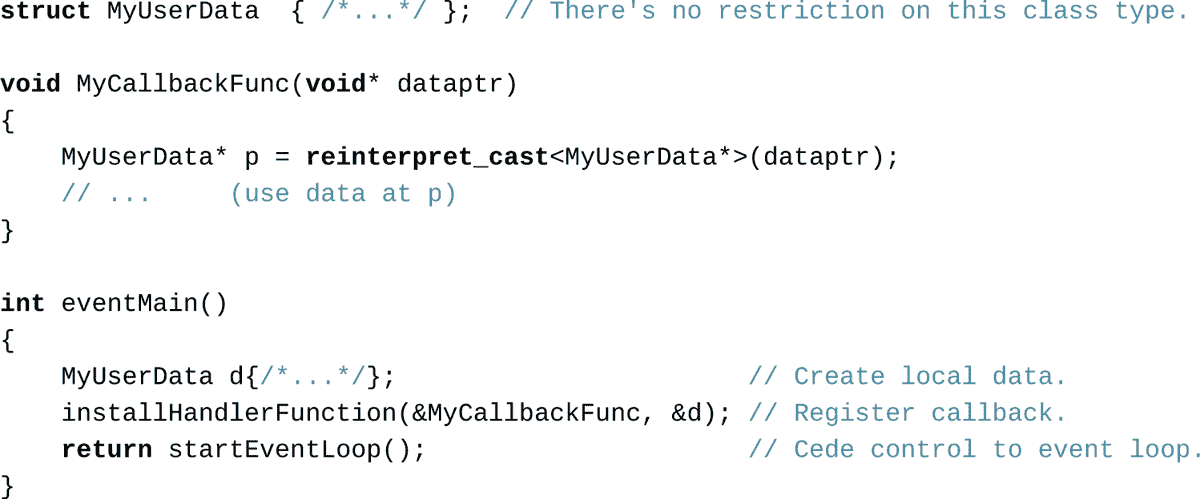 struct MyUserData  { /*...*/ };  // There's no restriction on this class type.

void MyCallbackFunc(void* dataptr)
{
    MyUserData* p = reinterpret_cast<MyUserData*>(dataptr);
    // ...     (use data at p)
}

int eventMain()
{
    MyUserData d{/*...*/};                       // Create local data.
    installHandlerFunction(&MyCallbackFunc, &d); // Register callback.
    return startEventLoop();                     // Cede control to event loop.
}